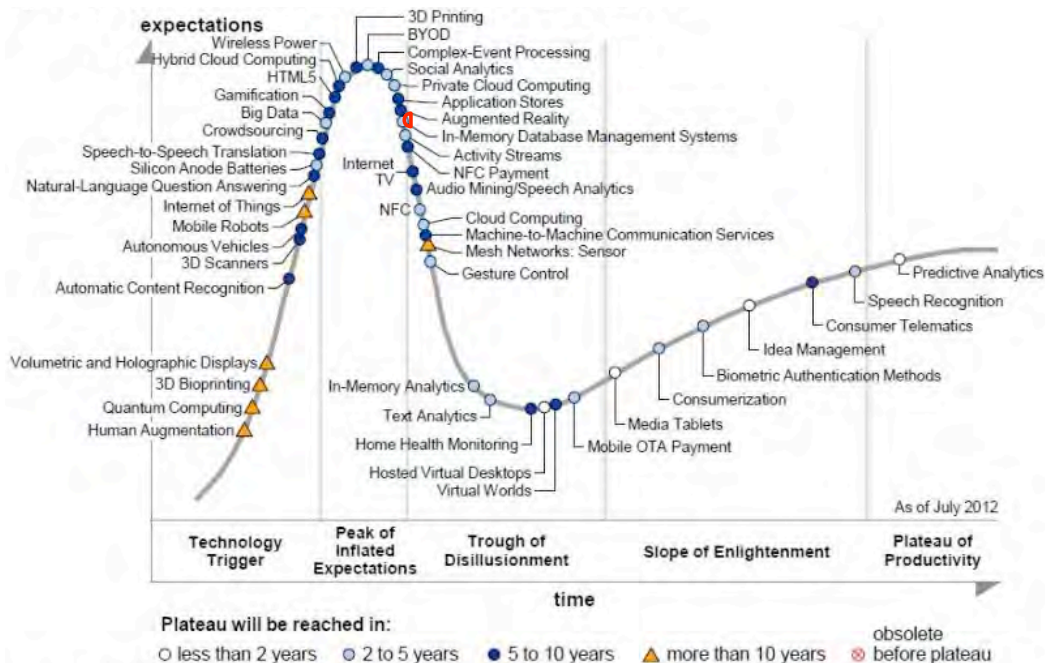 expectations
3D Printing
BYOD
Wireless Power
Complex-Event Processing
Hybrid Cloud Computing
Social Analytics
HTML5
Private Cloud Computing
Gamification
Application Stores
Big Data
Augmented Reality
Crowdsourcing
In-Memory Database Management Systems
Speech-to-Speech Translation
Activity Streams
Silicon Anode Batteries
NFC Payment
Internet
TV
Natural-Language Question Answering
Audio Mining/Speech Analytics
Internet of Things
NFC
Mobile Robots
Cloud Computing
Autonomous Vehicles
Machine-to-Machine Communication Services
3D Scanners
Mesh Networks: Sensor
Automatic Content Recognition
Gesture Control
Predictive Analytics
Speech Recognition
Consumer Telematics
Idea Management
Volumetric and Holographic Displays
Biometric Authentication Methods
3D Bioprinting
In-Memory Analytics
Consumerization
Quantum Computing
Text Analytics
Media Tablets
Human Augmentation
Home Health Monitoring
Mobile OTA Payment
Hosted Virtual Desktops
Virtual Worlds
As of July 2012
Technology
Trigger
Peak of
Inflated
Expectations
Trough of
Disillusionment
Slope of Enlightenment
Plateau of
Productivity
time
Plateau will be reached in:
less than 2 years
2 to 5 years
5 to 10 years
more than 10 years
obsolete
before plateau